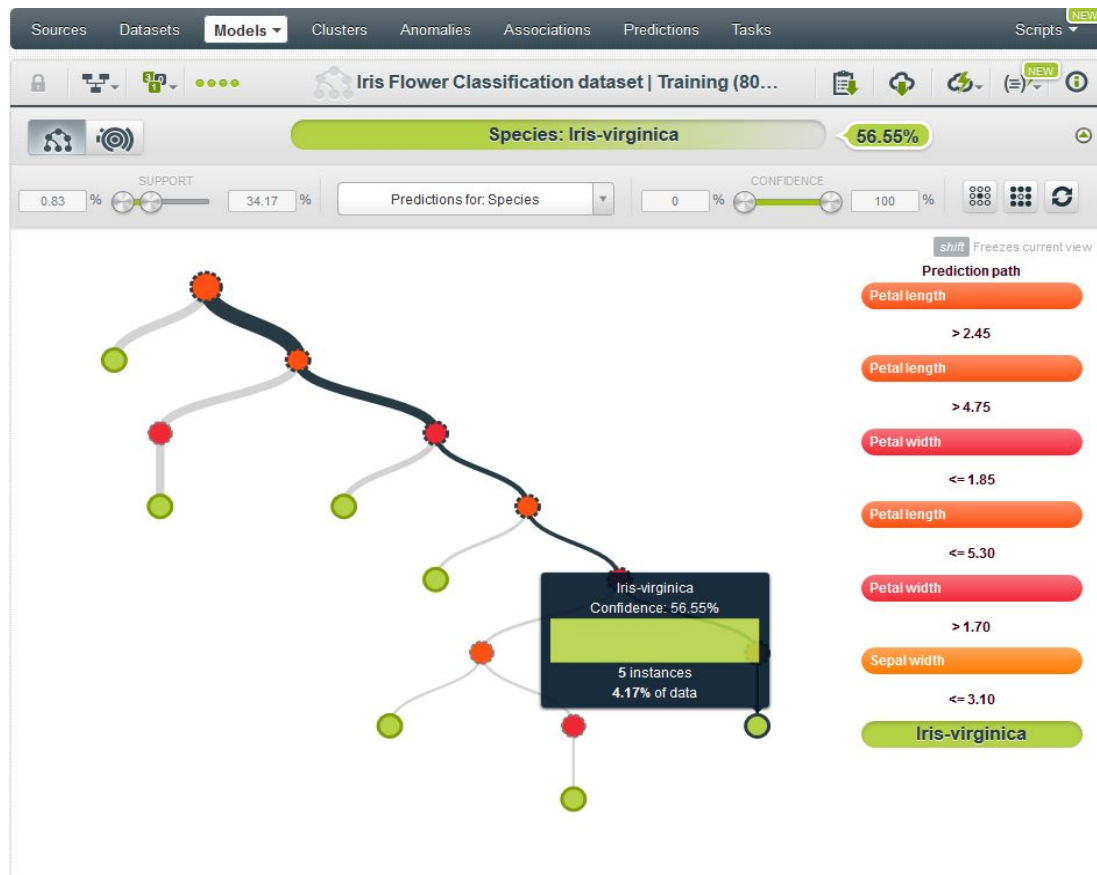 NEW
Sources Datasets Models Clusters Anomalies Associations Predictions Tasks Scripts
Iris Flower Classification dataset | Training (80...
NEW
Species: Iris-virginica 56.55%
SUPPORT CONFIDENCE
0.83 % 34.17 % Predictions for: Species 0 % 100 %
shift Freezes current view
Prediction path
Petal length
> 2.45
Petal length
> 4.75
Petal width
<= 1.85
Petal length
<= 5.30
Petal width
> 1.70
Sepal width
<= 3.10
Iris-virginica
Iris-virginica
Confidence: 56.55%
5 instances
4.17% of data